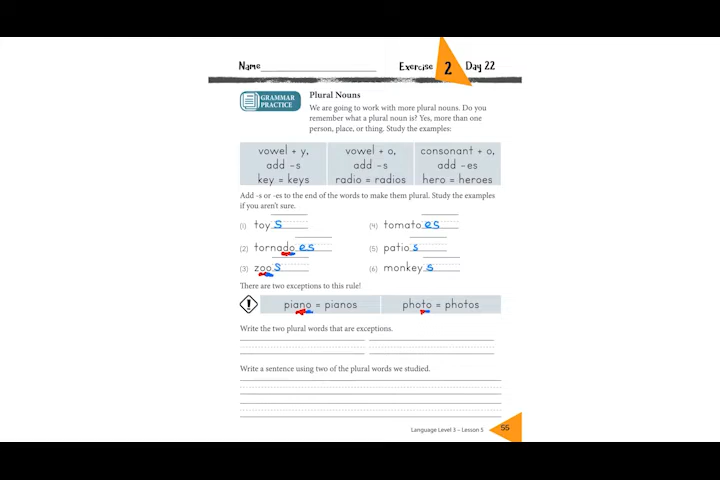 Name
Exercise 2 Day 22
GRAMMAR
PRACTICE
Plural Nouns
We are going to work with more plural nouns. Do you
remember what a plural noun is? Yes, more than one
person, place, or thing. Study the examples:
vowel + y,
add -s
key = keys
vowel + o,
add -s
radio = radios
consonant + o,
add -es
hero = heroes
Add -s or -es to the end of the words to make them plural. Study the examples
if you aren't sure.
(1) toy s
(2) tornado es
(3) zoo s
(4) tomato es
(5) patio s
(6) monkey s
There are two exceptions to this rule!
! piano = pianos photo = photos
Write the two plural words that are exceptions.
Write a sentence using two of the plural words we studied.
Language Level 3 – Lesson 5 55